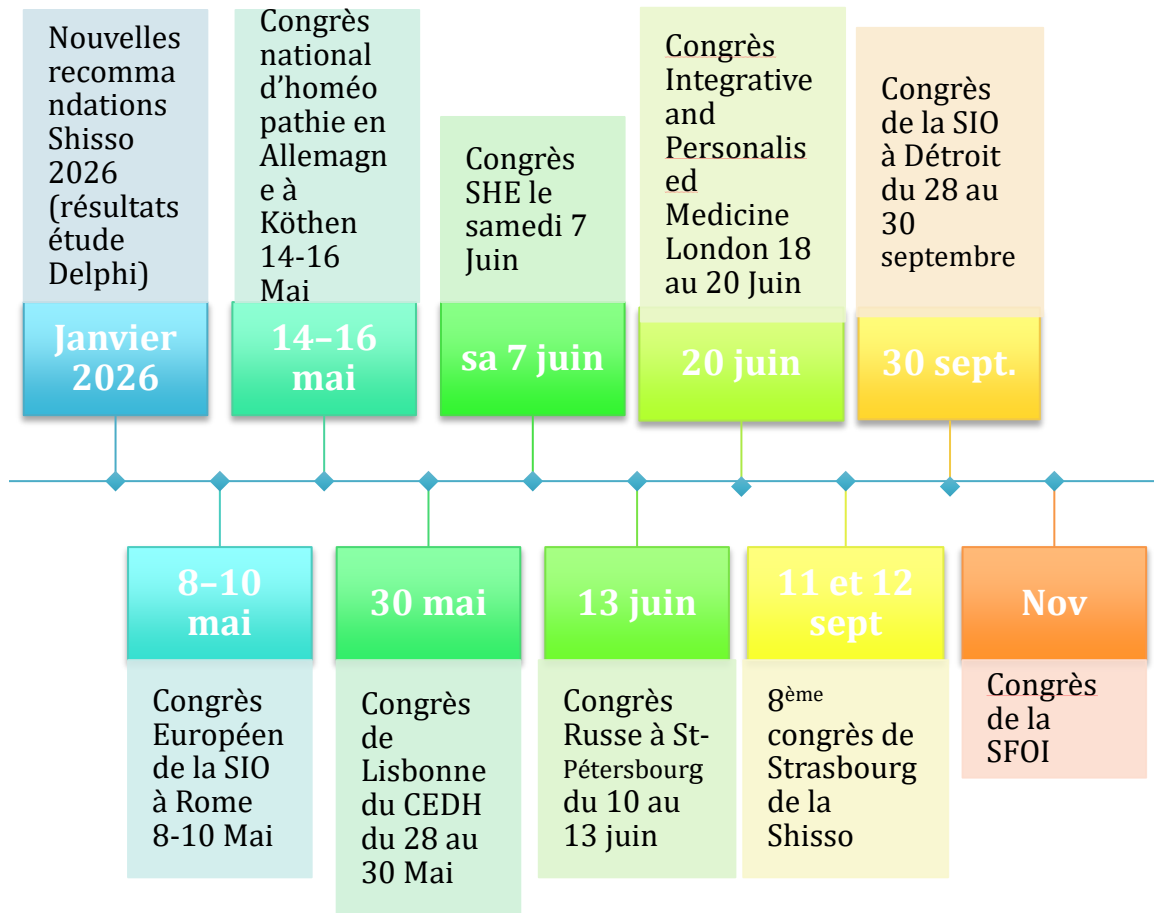 Nouvelles
recomma
ndations
Shisso
2026
(résultats
étude
Delphi)
Janvier
2026
Congrès
national
d’homéo
pathie en
Allemagn
e à
Köthen
14-16
Mai
14–16
mai
Congrès
SHE le
samedi 7
Juin
sa 7 juin
Congrès
Integrative
and
Personalis
ed
Medicine
London 18
au 20 Juin
20 juin
Congrès
de la SIO
à Détroit
du 28 au
30
septembre
30 sept.
8–10
mai
Congrès
Européen
de la SIO
à Rome
8-10 Mai
30 mai
Congrès
de
Lisbonne
du CEDH
du 28 au
30 Mai
13 juin
Congrès
Russe à St-
Pétersbourg
du 10 au
13 juin
11 et 12
sept
8ème
congrès de
Strasbourg
de la
Shisso
Nov
Congrès
de la
SFOI